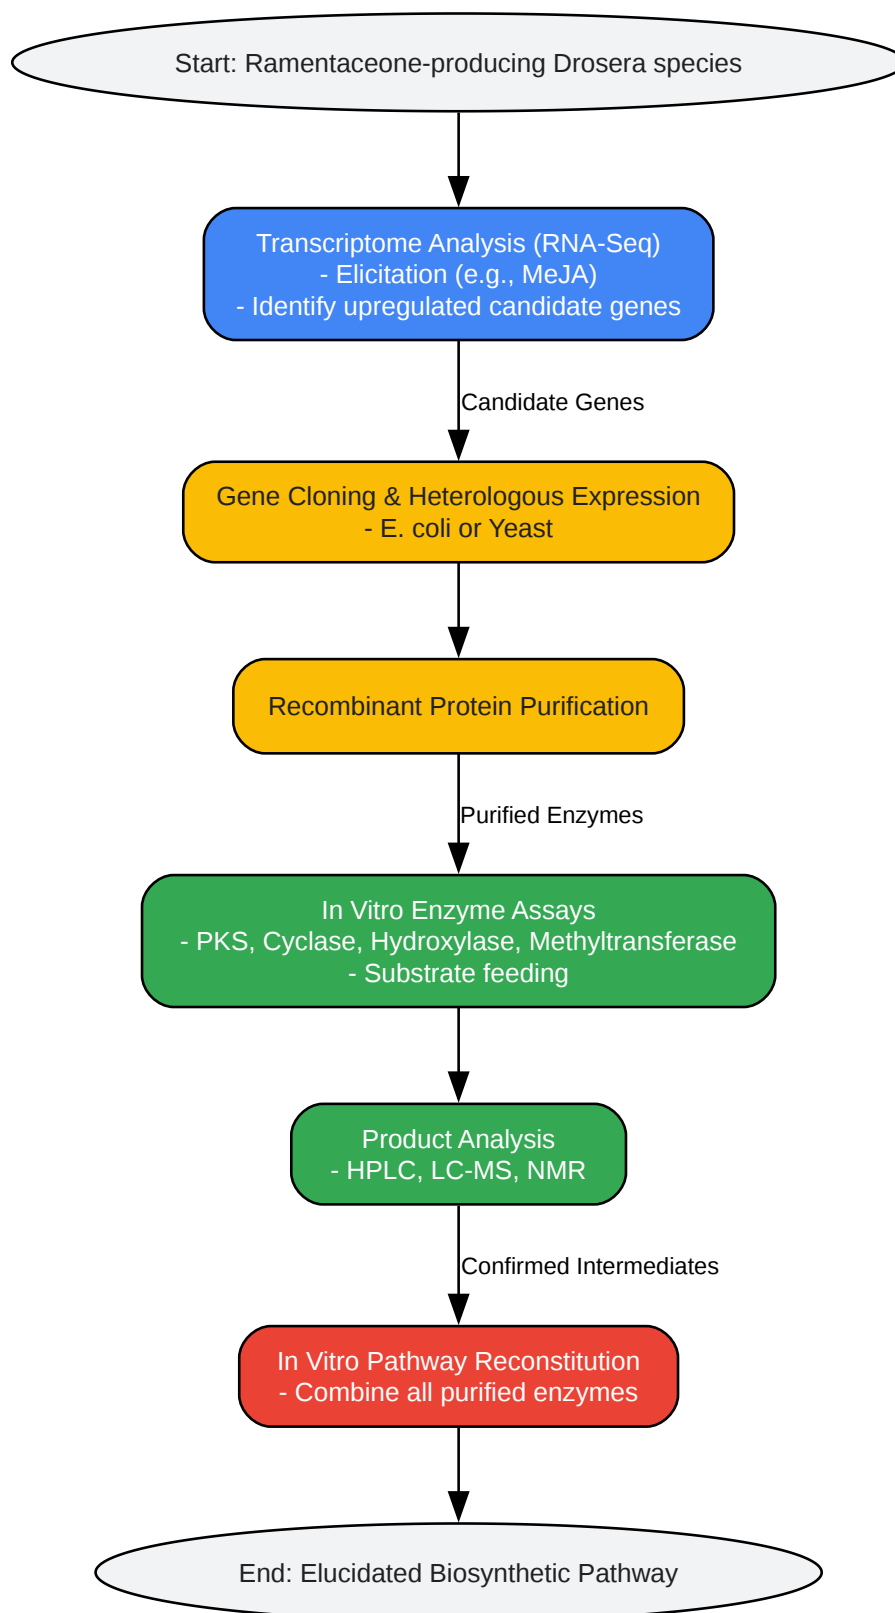 Start: Ramentaceone-producing Drosera species
Transcriptome Analysis (RNA-Seq)
- Elicitation (e.g., MeJA)
- Identify upregulated candidate genes
Candidate Genes
Gene Cloning & Heterologous Expression
- E. coli or Yeast
Recombinant Protein Purification
Purified Enzymes
In Vitro Enzyme Assays
- PKS, Cyclase, Hydroxylase, Methyltransferase
- Substrate feeding
Product Analysis
- HPLC, LC-MS, NMR
Confirmed Intermediates
In Vitro Pathway Reconstitution
- Combine all purified enzymes
End: Elucidated Biosynthetic Pathway